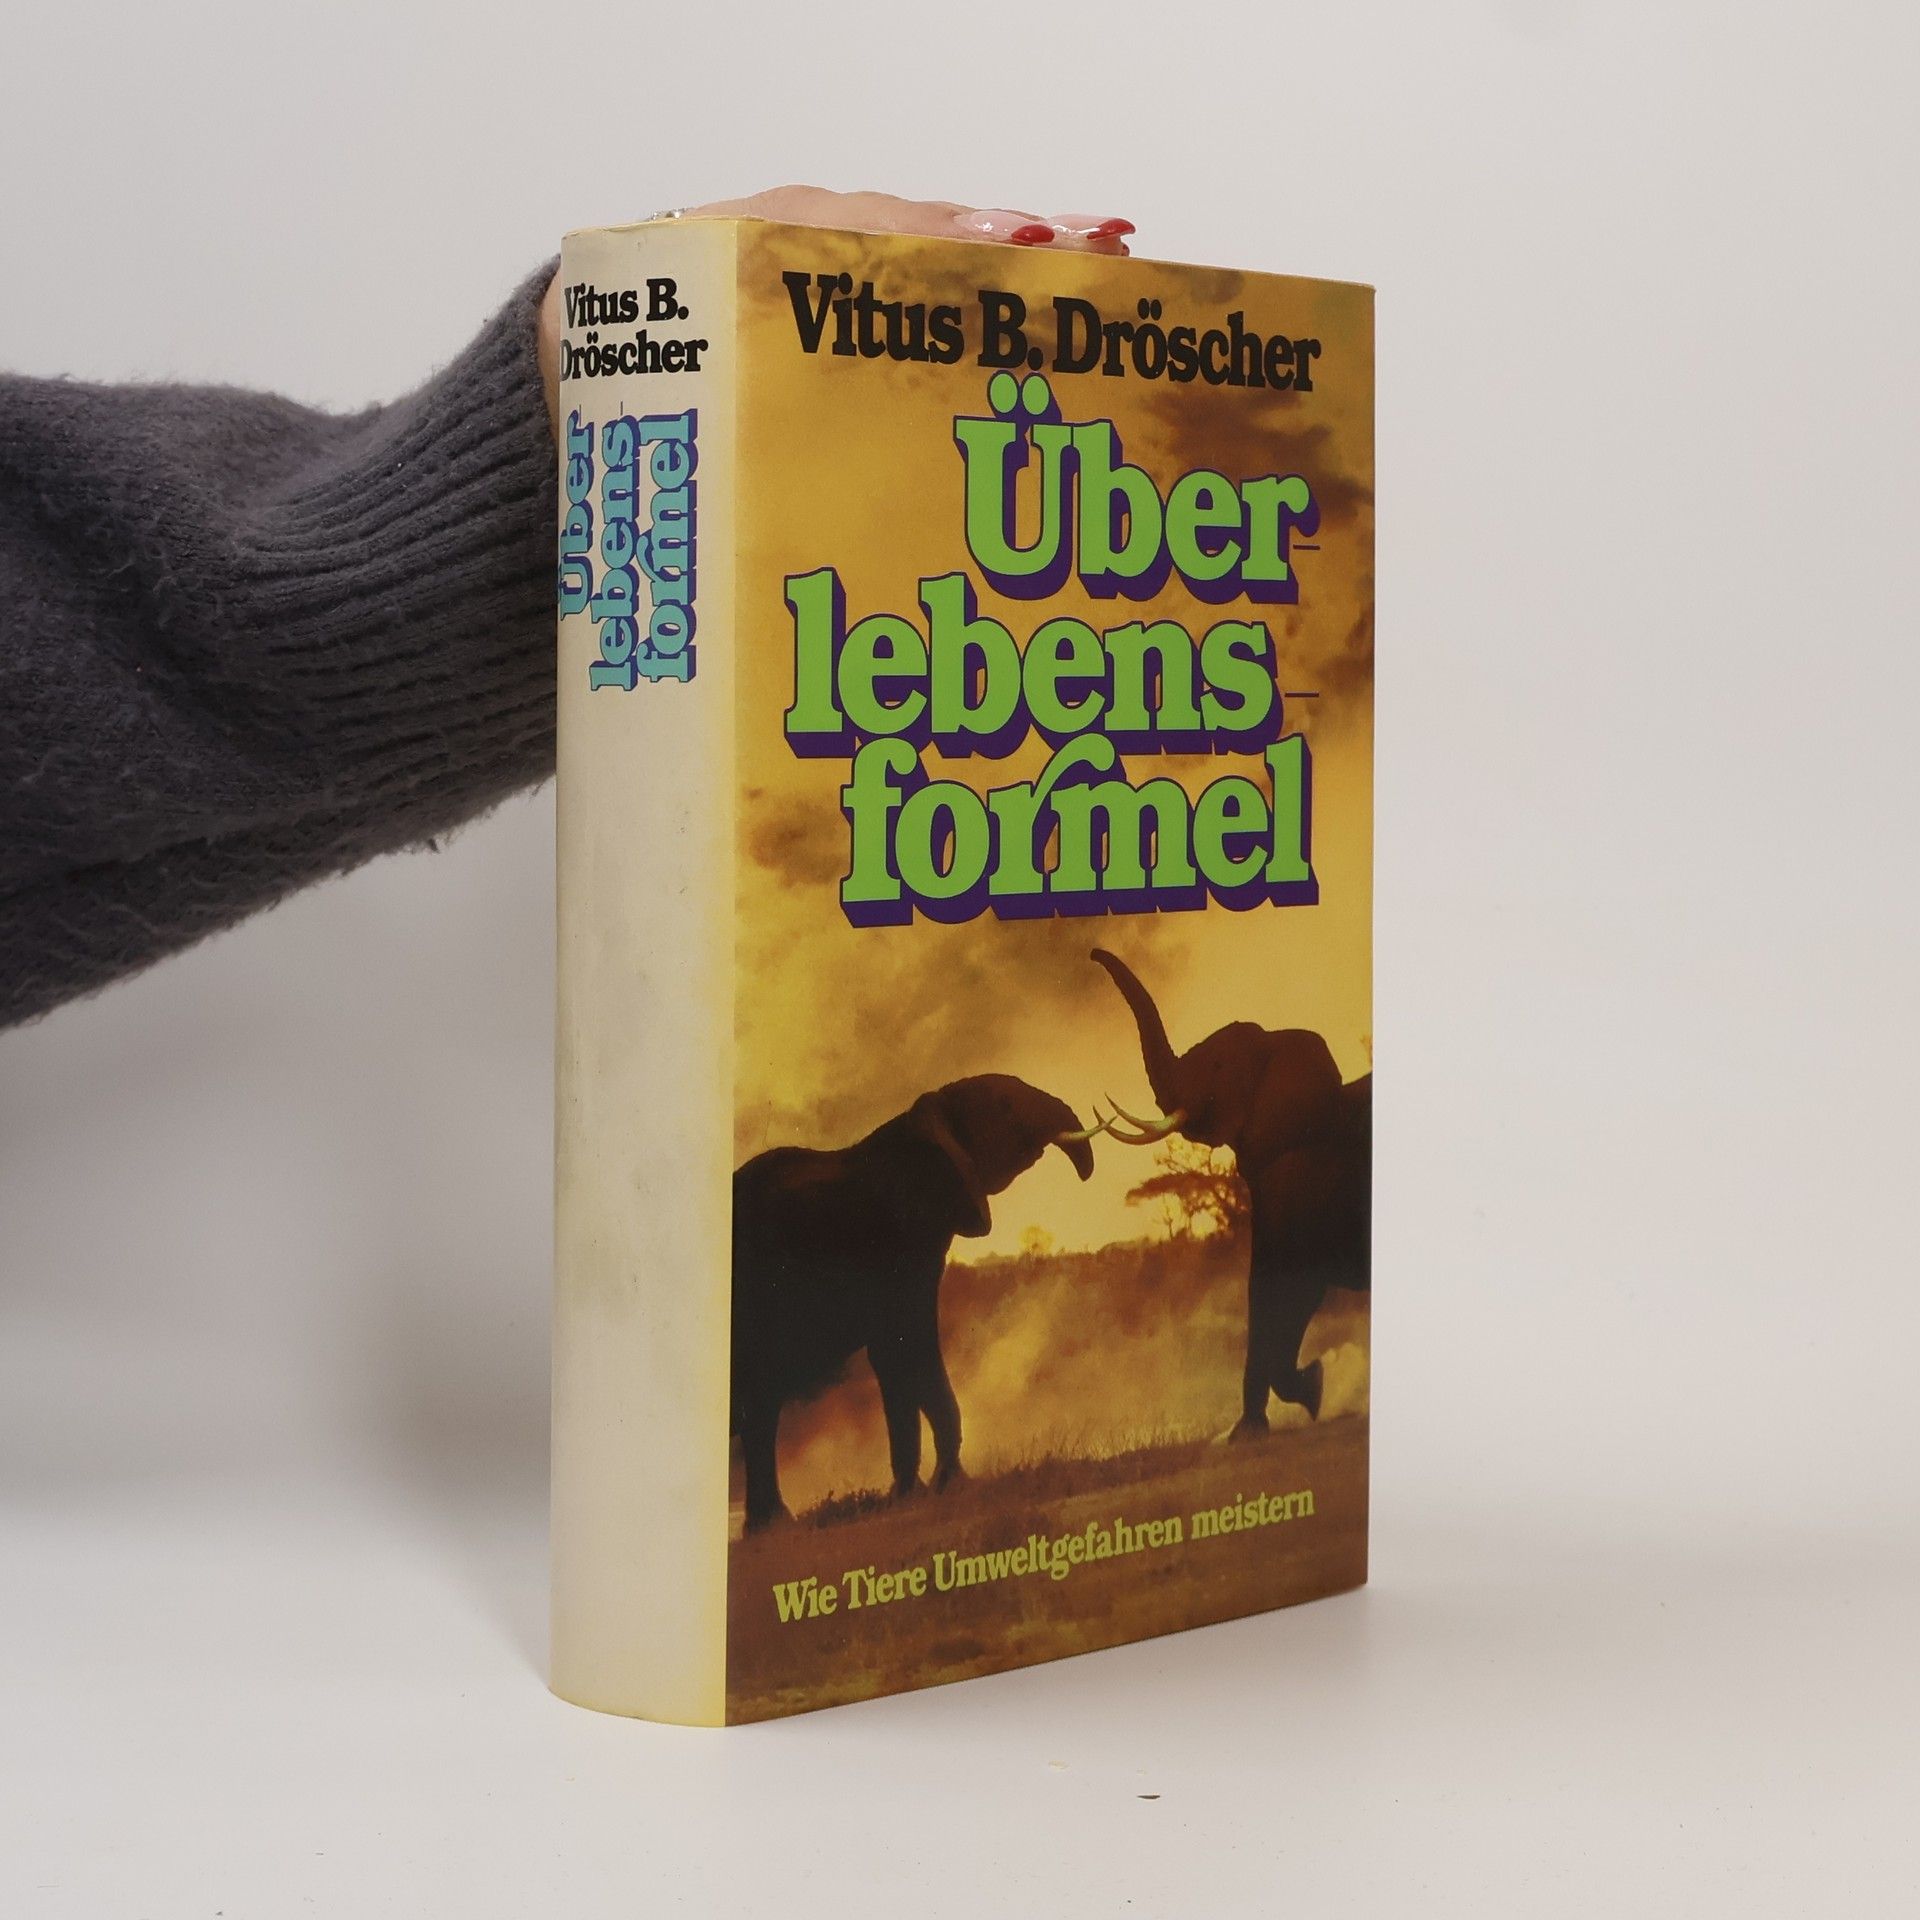 Vitus B.
Dröscher
Über-
lebens-
formel
Vitus B. Dröscher
Über-
lebens-
formel
Wie Tiere Umweltgefahren meistern